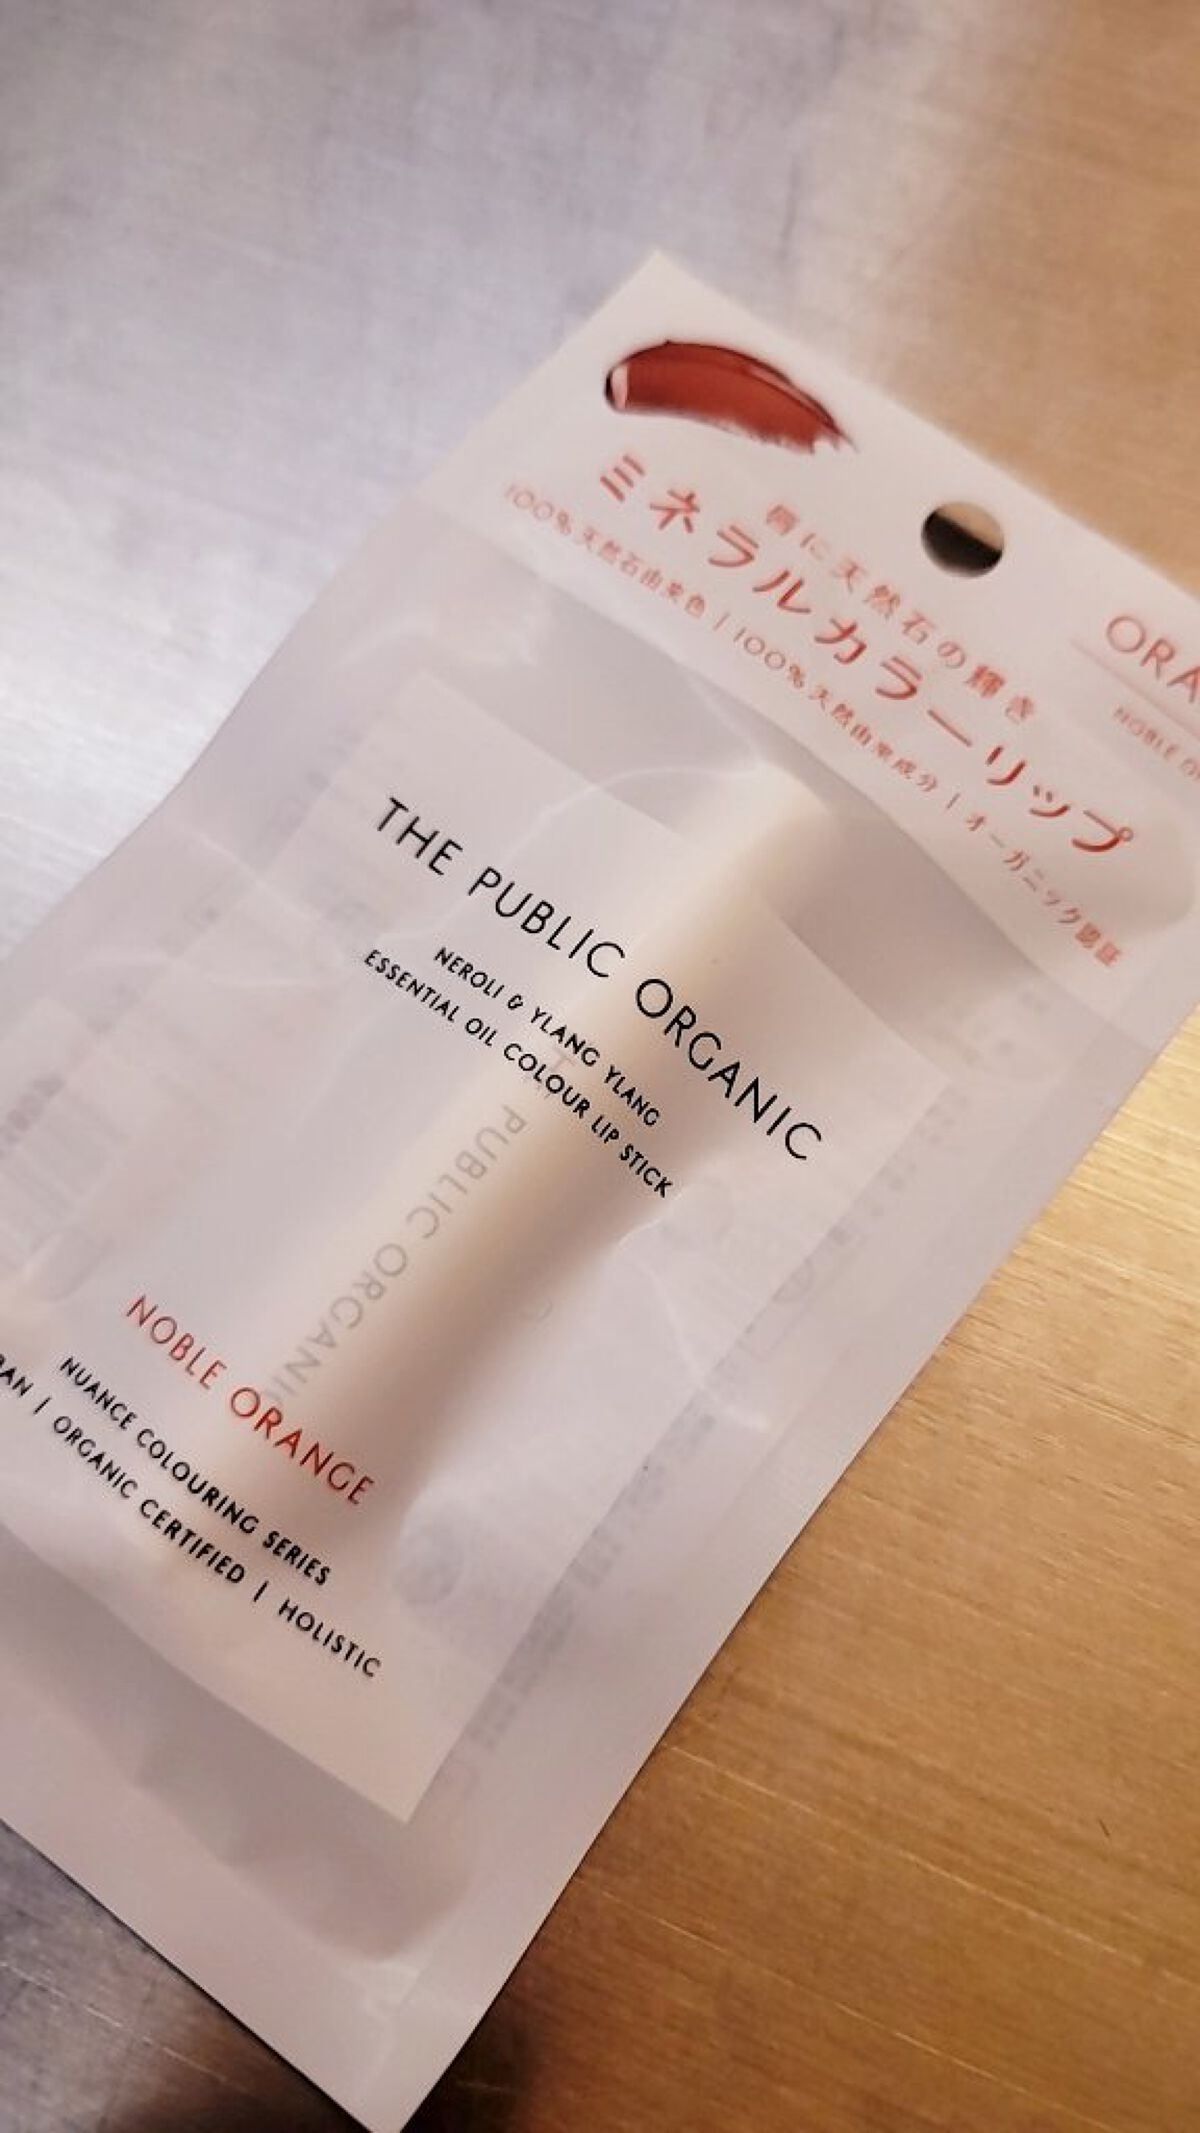 唇に天然石の輝き
ミネラルカラーリップ
100%天然石由来色 | 100%天然由来成分 | オーガニック認証
ORA
NOBLE
THE PUBLIC ORGANIC
NEROLI & YLANG YLANG
ESSENTIAL OIL COLOUR LIP STICK
PUBLIC ORGANI
NOBLE ORANGE
NUANCE COLOURING SERIES
| ORGANIC CERTIFIED | HOLISTIC